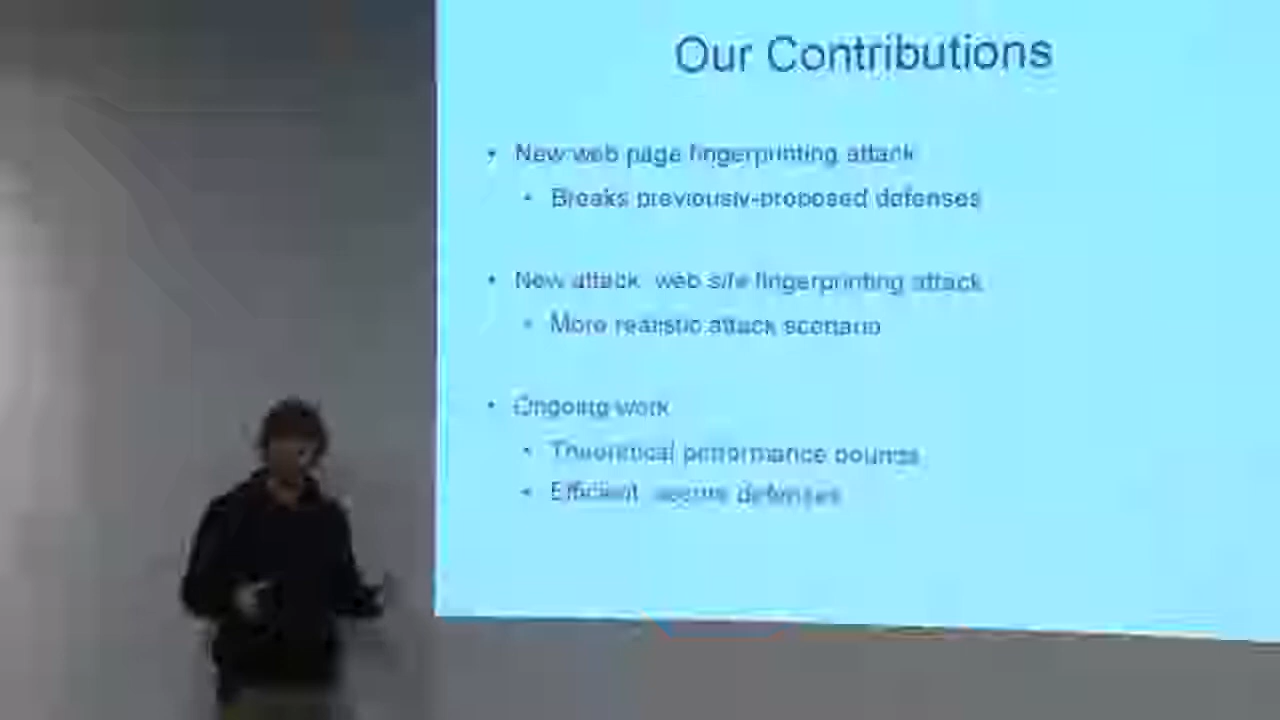 Our Contributions
• New web page fingerprinting attack
• Breaks previously-proposed defenses
• New attack: web site fingerprinting attack
• More realistic attack scenario
• Ongoing work
• Theoretical performance bounds
• Efficient, secure defenses